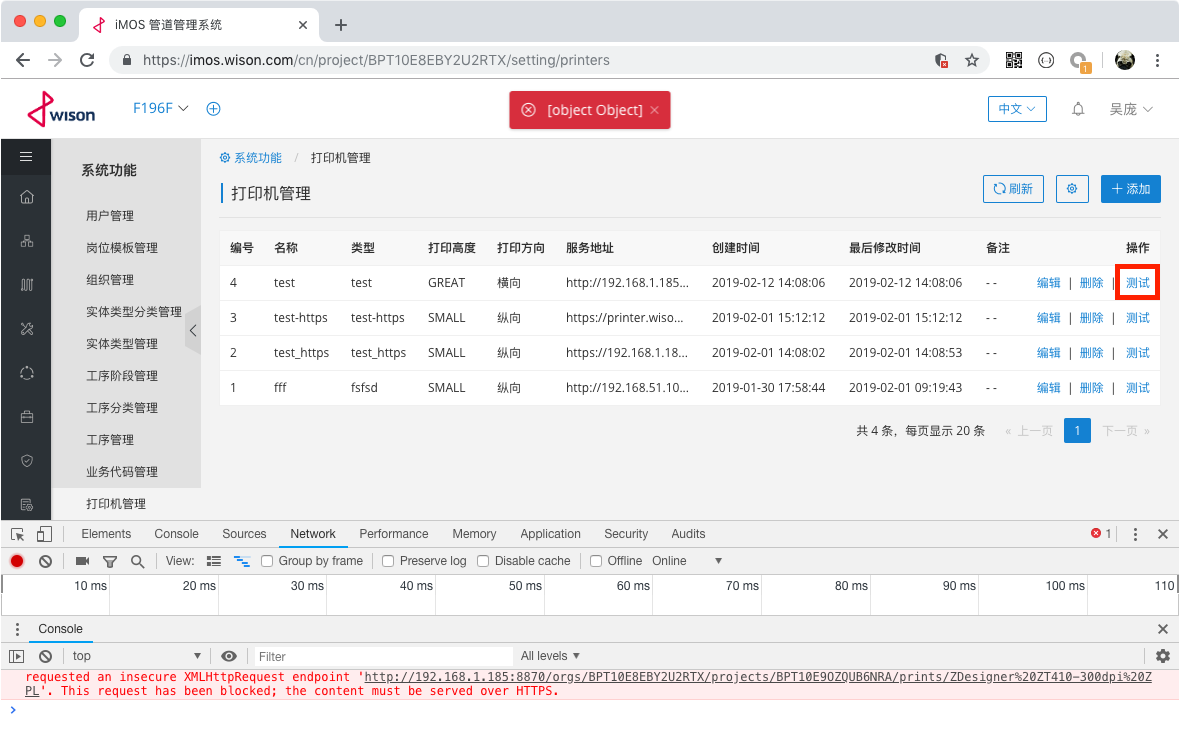 iMOS 管道管理系统
https://imos.wison.com/cn/project/BPT10E8EBY2U2RTX/setting/printers
1
wison
F196F
[object Object]
中文
吴庞
系统功能
用户管理
岗位模板管理
组织管理
实体类型分类管理
实体类型管理
工序阶段管理
工序分类管理
工序管理
业务代码管理
打印机管理
系统功能 / 打印机管理
打印机管理
刷新
添加
编号 名称 类型 打印高度 打印方向 服务地址 创建时间 最后修改时间 备注 操作
4 test test GREAT 横向 http://192.168.1.185... 2019-02-12 14:08:06 2019-02-12 14:08:06 - - 编辑 | 删除 | 测试
3 test-https test-https SMALL 纵向 https://printer.wiso... 2019-02-01 15:12:12 2019-02-01 15:12:12 - - 编辑 | 删除 | 测试
2 test_https test_https SMALL 纵向 https://192.168.1.18... 2019-02-01 14:08:02 2019-02-01 14:08:53 - - 编辑 | 删除 | 测试
1 fff fsfsd SMALL 纵向 http://192.168.51.10... 2019-01-30 17:58:44 2019-02-01 09:19:43 - - 编辑 | 删除 | 测试
共 4 条，每页显示 20 条 « 上一页 1 下一页 »
Elements Console Sources Network Performance Memory Application Security Audits 1
View: Group by frame Preserve log Disable cache Offline Online
10 ms 20 ms 30 ms 40 ms 50 ms 60 ms 70 ms 80 ms 90 ms 100 ms 110
Console
top Filter All levels
requested an insecure XMLHttpRequest endpoint 'http://192.168.1.185:8870/orgs/BPT10E8EBY2U2RTX/projects/BPT10E9OZQUB6NRA/prints/ZDesigner%20ZT410-300dpi%20Z
PL'. This request has been blocked; the content must be served over HTTPS.